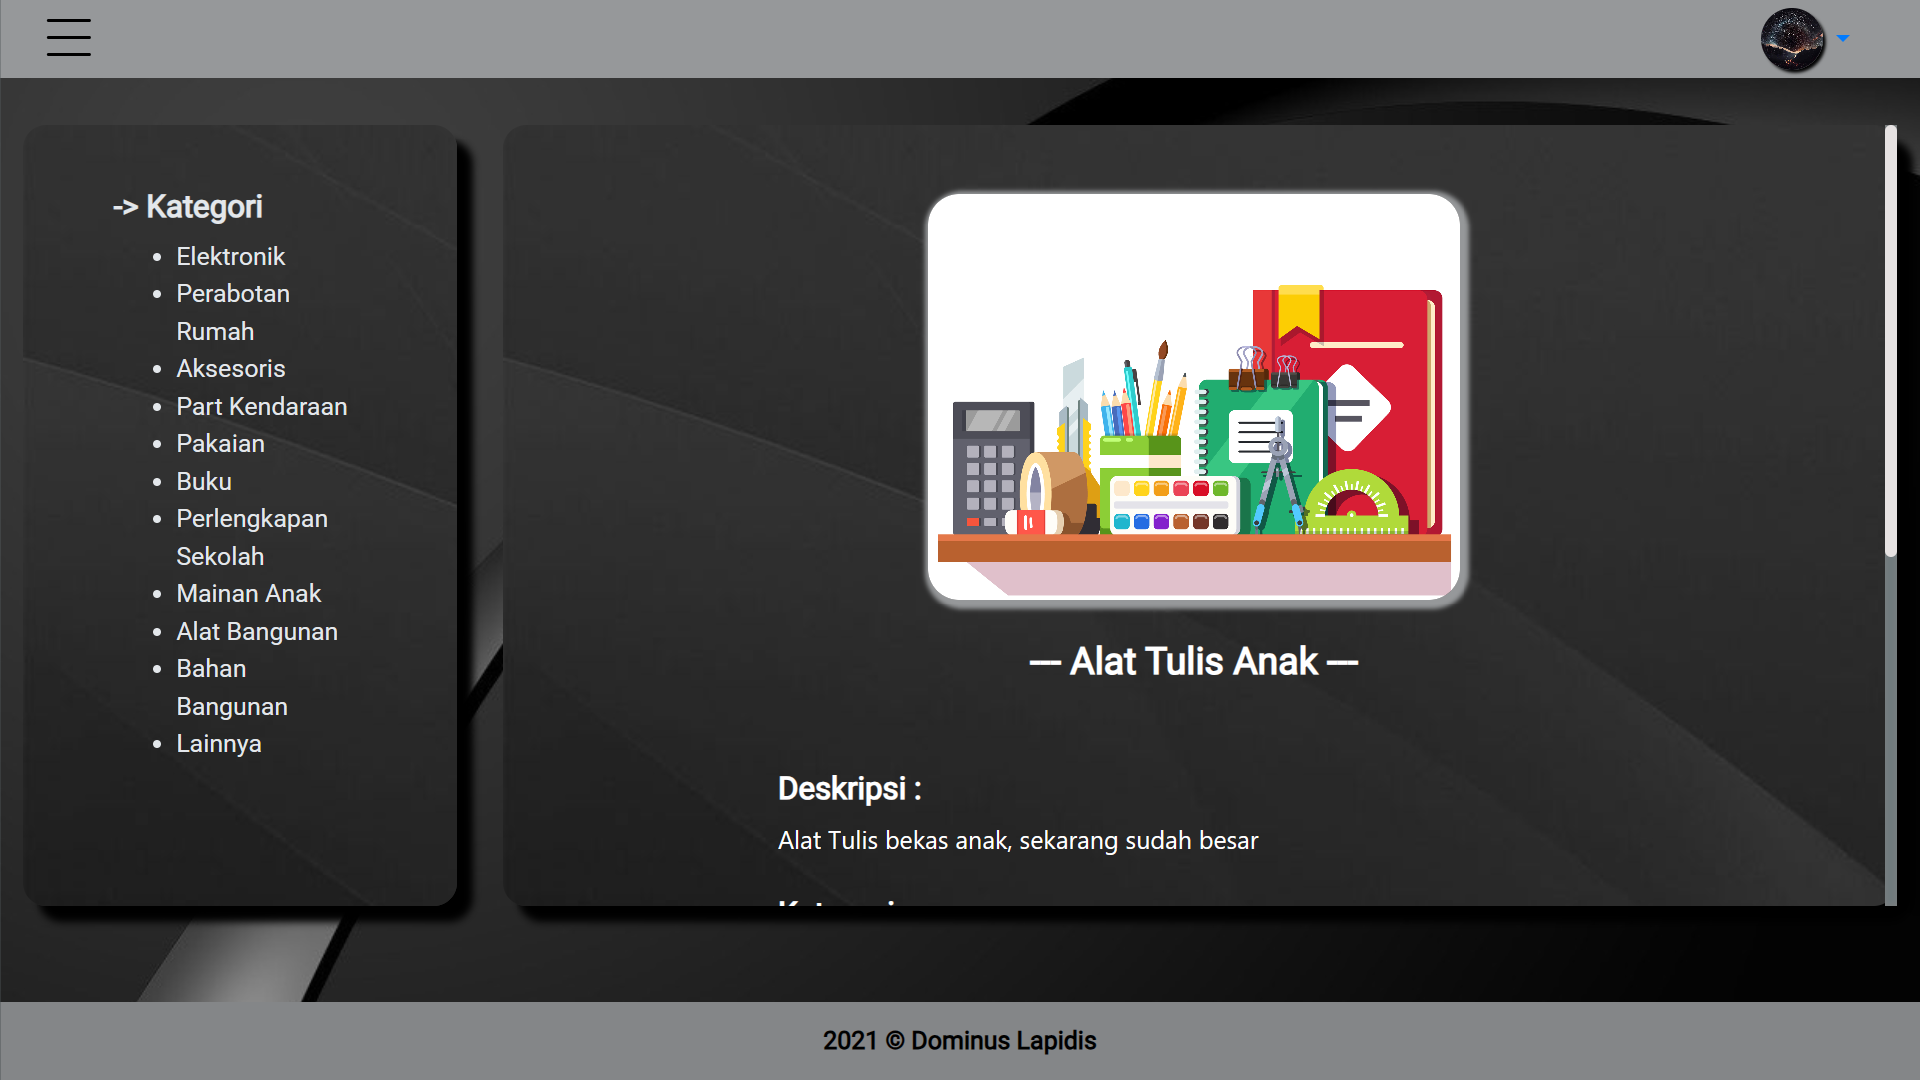 -> Kategori
Elektronik
Perabotan
Rumah
Aksesoris
Part Kendaraan
Pakaian
Buku
Perlengkapan
Sekolah
Mainan Anak
Alat Bangunan
Bahan
Bangunan
Lainnya
--- Alat Tulis Anak ---
Deskripsi :
Alat Tulis bekas anak, sekarang sudah besar
2021 © Dominus Lapidis